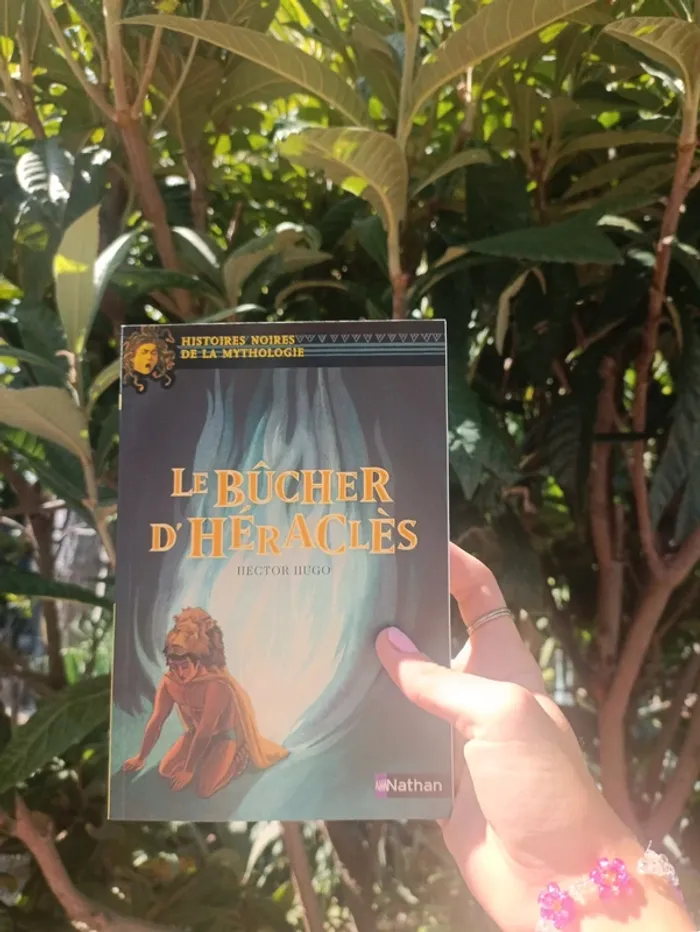 HISTOIRES NOIRES
DE LA MYTHOLOGIE
LE BÛCHER
D'HÉRACLÈS
HECTOR HUGO
Nathan